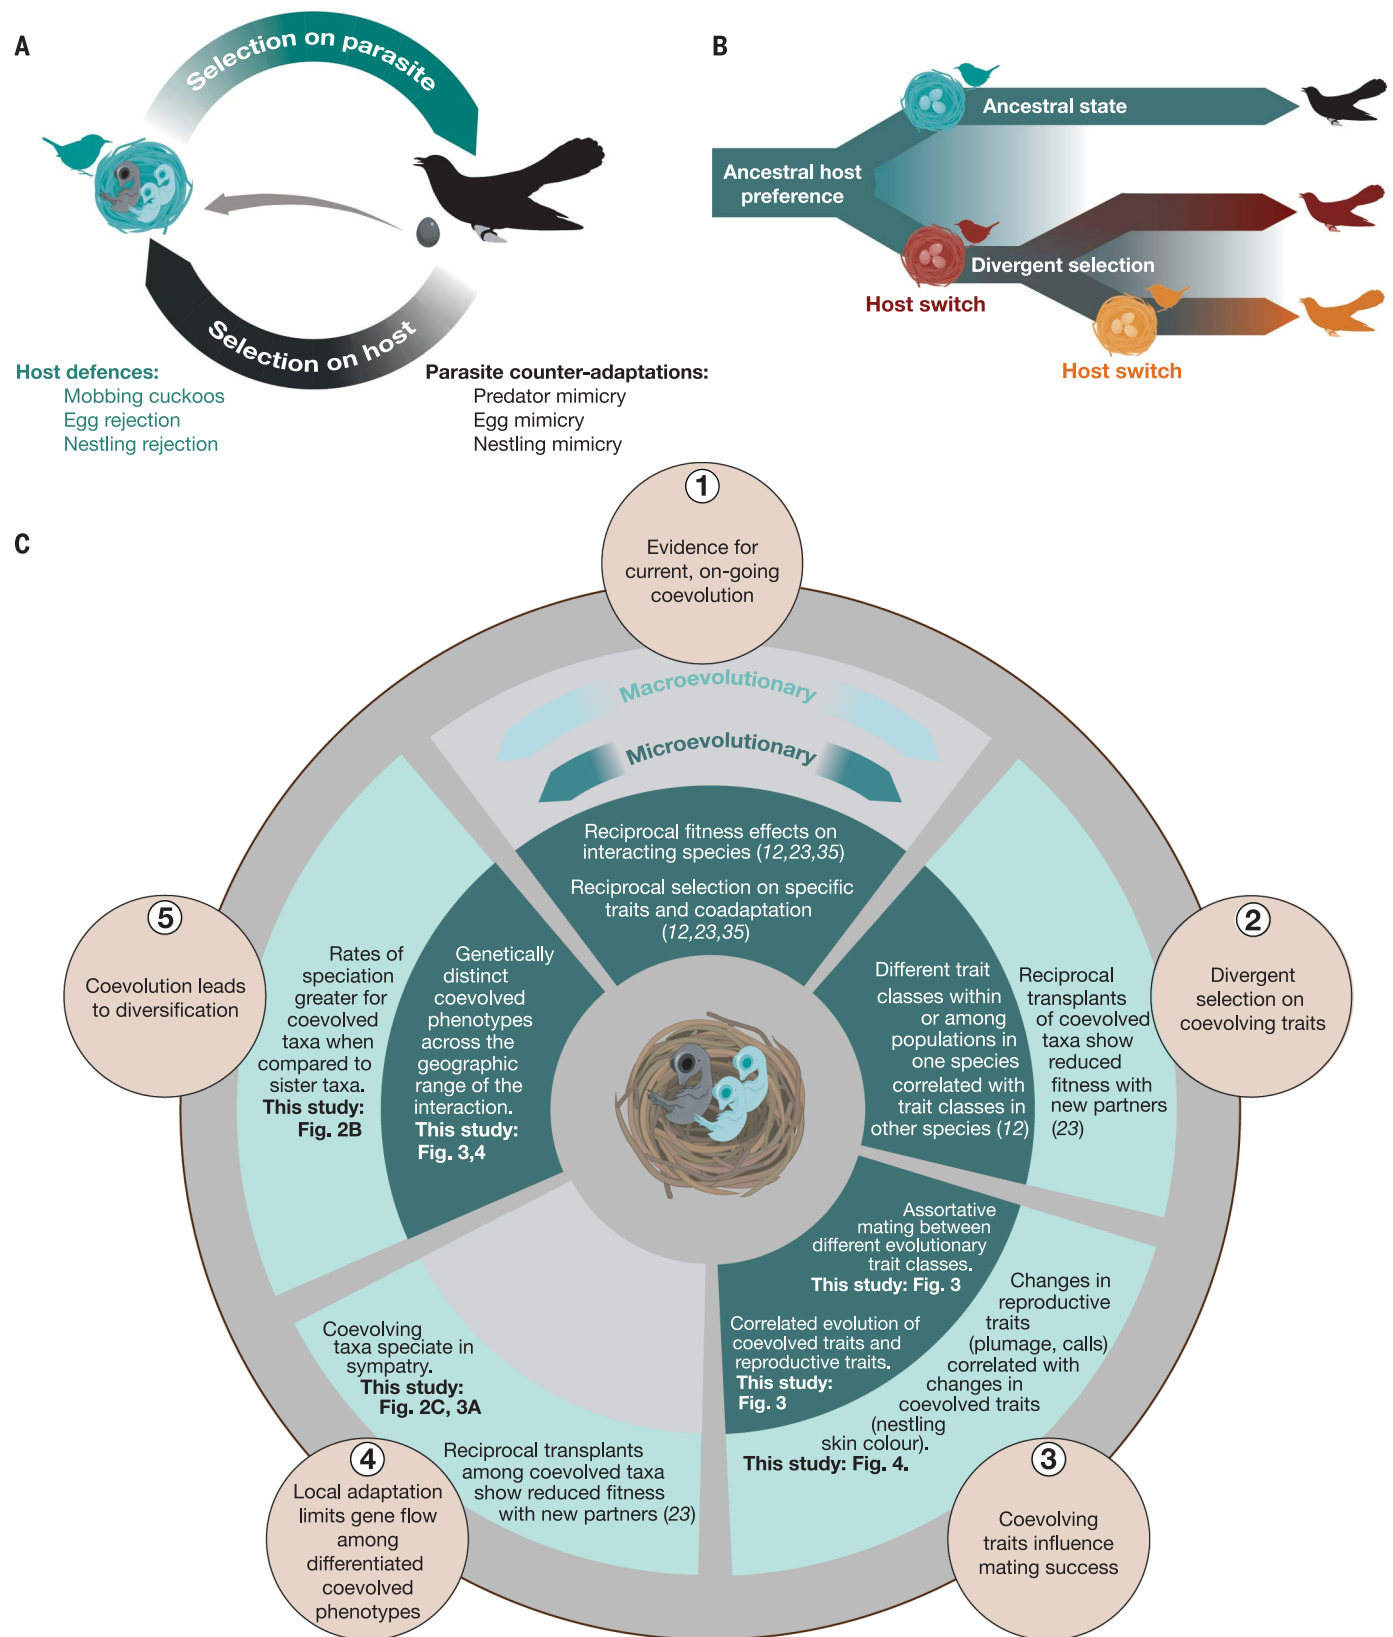 A
Selection on parasite
Selection on host
Host defences:
Mobbing cuckoos
Egg rejection
Nestling rejection
Parasite counter-adaptations:
Predator mimicry
Egg mimicry
Nestling mimicry
B
Ancestral host
preference
Ancestral state
Divergent selection
Host switch
Host switch
C
1
Evidence for
current, on-going
coevolution
Macroevolutionary
Microevolutionary
Reciprocal fitness effects on
interacting species (12,23,35)
Reciprocal selection on specific
traits and coadaptation
(12,23,35)
2
Divergent
selection on
coevolving traits
Different trait
classes within
or among
populations in
one species
correlated with
trait classes in
other species (12)
Reciprocal
transplants
of coevolved
taxa show
reduced
fitness with
new partners
(23)
3
Coevolving
traits influence
mating success
Assortative
mating between
different evolutionary
trait classes.
This study: Fig. 3
Correlated evolution of
coevolved traits and
reproductive traits.
This study:
Fig. 3
Changes in
reproductive
traits
(plumage, calls)
correlated with
changes in
coevolved traits
(nestling
skin colour).
This study: Fig. 4.
4
Local adaptation
limits gene flow
among
differentiated
coevolved
phenotypes
Coevolving
taxa speciate in
sympatry.
This study:
Fig. 2C, 3A
Reciprocal transplants
among coevolved taxa
show reduced fitness
with new partners (23)
5
Coevolution leads
to diversification
Rates of
speciation
greater for
coevolved
taxa when
compared to
sister taxa.
This study:
Fig. 2B
Genetically
distinct
coevolved
phenotypes
across the
geographic
range of the
interaction.
This study:
Fig. 3,4